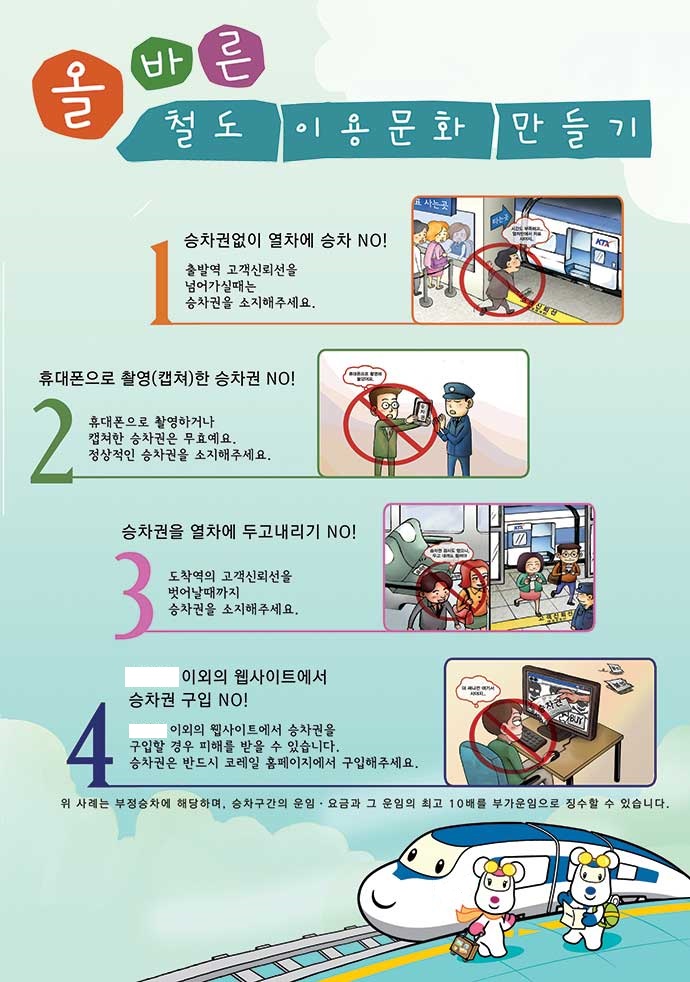 올바른
철도 이용문화 만들기
1
승차권없이 열차에 승차 NO!
출발역 고객신뢰선을
넘어가실때는
승차권을 소지해주세요.
표 사는곳
타는곳
KTX
고객신뢰선
2
휴대폰으로 촬영(캡쳐)한 승차권 NO!
휴대폰으로 촬영하거나
캡쳐한 승차권은 무효예요.
정상적인 승차권을 소지해주세요.
승차권
3
승차권을 열차에 두고내리기 NO!
도착역의 고객신뢰선을
벗어날때까지
승차권을 소지해주세요.
KTX
고객신뢰선
4
이외의 웹사이트에서
승차권 구입 NO!
이외의 웹사이트에서 승차권을
구입할 경우 피해를 받을 수 있습니다.
승차권은 반드시 코레일 홈페이지에서 구입해주세요.
승차권
BUY
위 사례는 부정승차에 해당하며, 승차구간의 운임·요금과 그 운임의 최고 10배를 부가운임으로 징수할 수 있습니다.